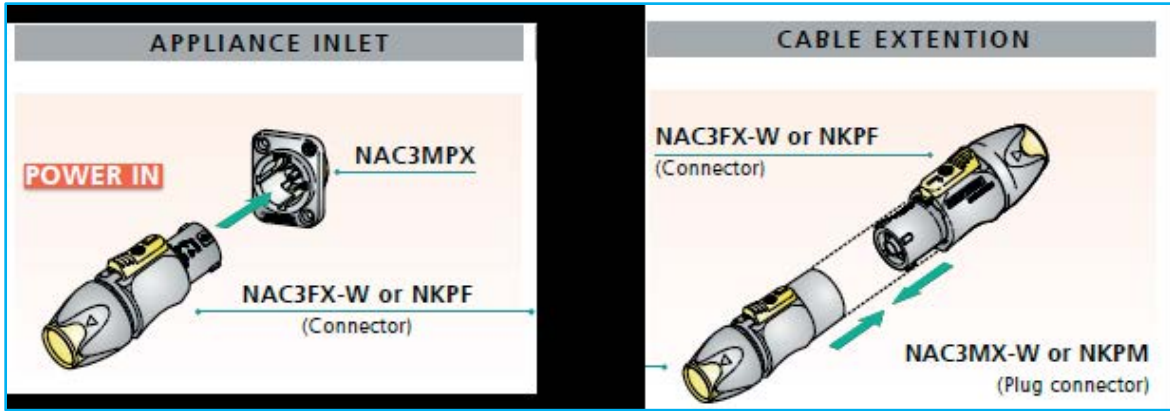 APPLIANCE INLET
POWER IN
NAC3MPX
NAC3FX-W or NKPF
(Connector)
CABLE EXTENTION
NAC3FX-W or NKPF
(Connector)
NAC3MX-W or NKPM
(Plug connector)